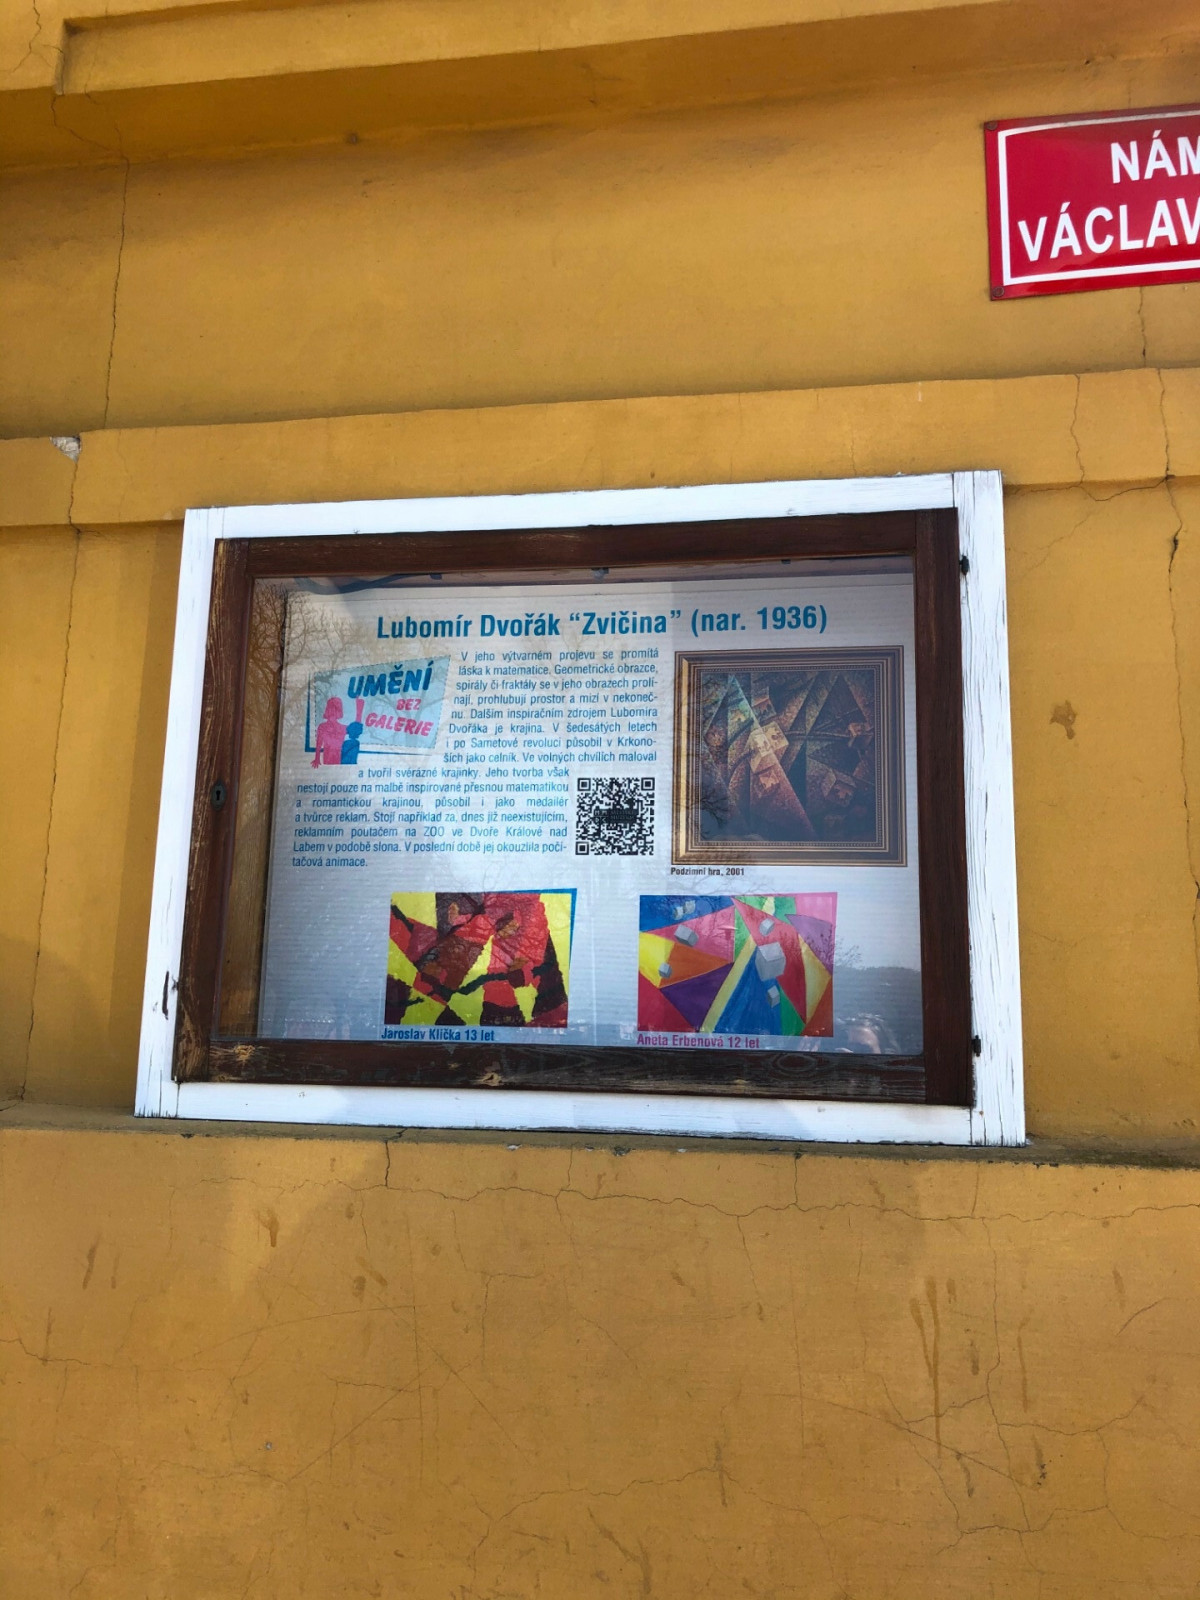 NÁM
VÁCLAV
Lubomír Dvořák “Zvičina” (nar. 1936)
UMĚNÍ
BEZ
GALERIE
V jeho výtvarném projevu se promítá
láska k matematice. Geometrické obrazce,
spirály či fraktály se v jeho obrazech prolí-
nají, prohlubují prostor a mizí v nekoneč-
nu. Dalším inspiračním zdrojem Lubomíra
Dvořáka je krajina. V šedesátých letech
i po Sametové revoluci působil v Krkono-
ších jako celník. Ve volných chvílích maloval
a tvořil svérázné krajinky. Jeho tvorba však
nestojí pouze na malbě inspirované přesnou matematikou
a romantickou krajinou, působil i jako medailér
a tvůrce reklam. Stojí například za, dnes již neexistujícím,
reklamním poutačem na ZOO ve Dvoře Králové nad
Labem v podobě slona. V poslední době jej okouzlila počí-
tačová animace.
Podzimní hra, 2001
Jaroslav Klička 13 let
Aneta Erbenová 12 let